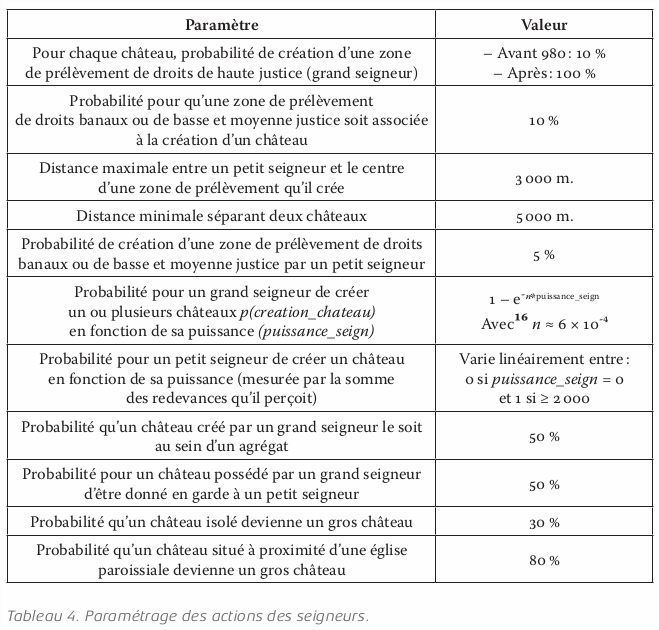 Paramètre
Valeur
Pour chaque château, probabilité de création d’une zone
de prélèvement de droits de haute justice (grand seigneur)
– Avant 980 : 10 %
– Après : 100 %
Probabilité pour qu’une zone de prélèvement
de droits banaux ou de basse et moyenne justice soit associée
à la création d’un château
10 %
Distance maximale entre un petit seigneur et le centre
d’une zone de prélèvement qu’il crée
3 000 m.
Distance minimale séparant deux châteaux
5 000 m.
Probabilité de création d’une zone de prélèvement de droits
banaux ou de basse et moyenne justice par un petit seigneur
5 %
Probabilité pour un grand seigneur de créer
un ou plusieurs châteaux p(creation_chateau)
en fonction de sa puissance (puissance_seign)
1 – e^-n*puissance_seign
Avec16 n ≈ 6 × 10^-4
Probabilité pour un petit seigneur de créer un château
en fonction de sa puissance (mesurée par la somme
des redevances qu’il perçoit)
Varie linéairement entre :
0 si puissance_seign = 0
et 1 si ≥ 2 000
Probabilité qu’un château créé par un grand seigneur le soit
au sein d’un agrégat
50 %
Probabilité pour un château possédé par un grand seigneur
d’être donné en garde à un petit seigneur
50 %
Probabilité qu’un château isolé devienne un gros château
30 %
Probabilité qu’un château situé à proximité d’une église
paroissiale devienne un gros château
80 %
Tableau 4. Paramétrage des actions des seigneurs.